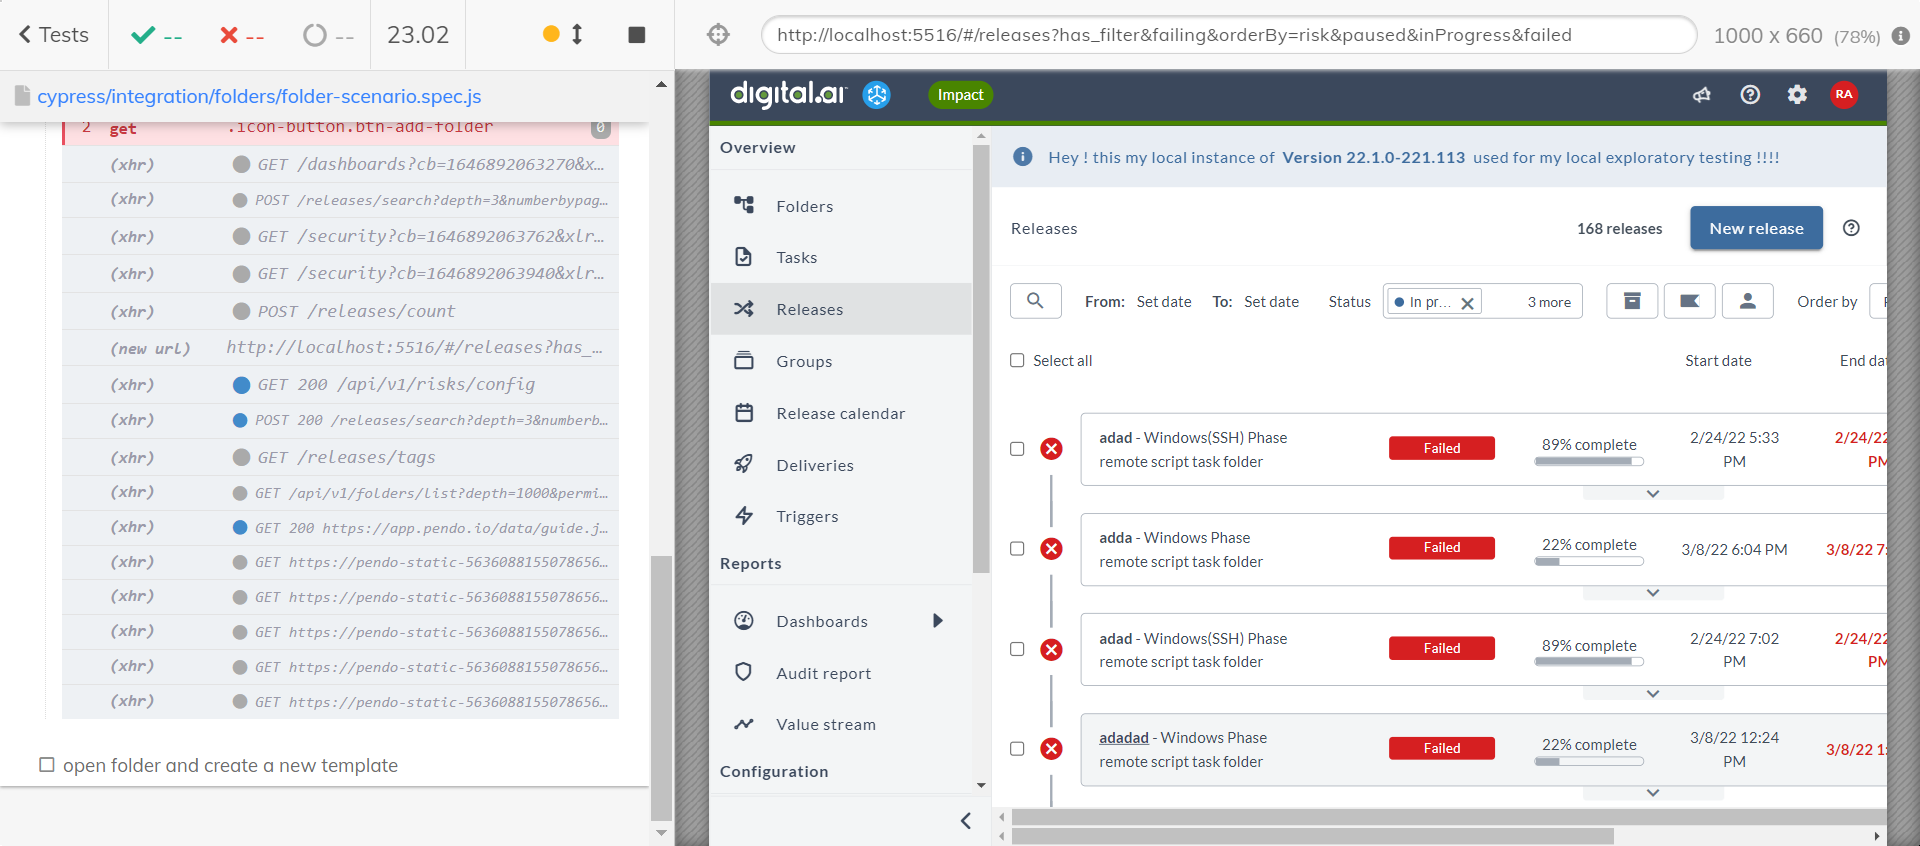 Tests
--
--
--
23.02
http://localhost:5516/#/releases?has_filter&failing&orderBy=risk&paused&inProgress&failed
1000 x 660 (78%)
cypress/integration/folders/folder-scenario.spec.js
2 get .icon-button.btn-add-folder 0
(xhr) GET /dashboards?cb=1646892063270&x…
(xhr) POST /releases/search?depth=3&numberbypag…
(xhr) GET /security?cb=1646892063762&xlr…
(xhr) GET /security?cb=1646892063940&xlr…
(xhr) POST /releases/count
(new url) http://localhost:5516/#/releases?has_…
(xhr) GET 200 /api/v1/risks/config
(xhr) POST 200 /releases/search?depth=3&numberb…
(xhr) GET /releases/tags
(xhr) GET /api/v1/folders/list?depth=1000&permi…
(xhr) GET 200 https://app.pendo.io/data/guide.j…
(xhr) GET https://pendo-static-5636088155078656…
(xhr) GET https://pendo-static-5636088155078656…
(xhr) GET https://pendo-static-5636088155078656…
(xhr) GET https://pendo-static-5636088155078656…
(xhr) GET https://pendo-static-5636088155078656…
open folder and create a new template
digital.ai Impact RA
Overview
Folders
Tasks
Releases
Groups
Release calendar
Deliveries
Triggers
Reports
Dashboards
Audit report
Value stream
Configuration
Hey ! this my local instance of Version 22.1.0-221.113 used for my local exploratory testing !!!!
Releases 168 releases New release
From: Set date To: Set date Status In pr... 3 more Order by
Select all Start date End da
adad - Windows(SSH) Phase
remote script task folder
Failed
89% complete
2/24/22 5:33
PM
2/24/22
PM
adda - Windows Phase
remote script task folder
Failed
22% complete
3/8/22 6:04 PM
3/8/22 7:
adad - Windows(SSH) Phase
remote script task folder
Failed
89% complete
2/24/22 7:02
PM
2/24/22
PM
adadad - Windows Phase
remote script task folder
Failed
22% complete
3/8/22 12:24
PM
3/8/22 1: